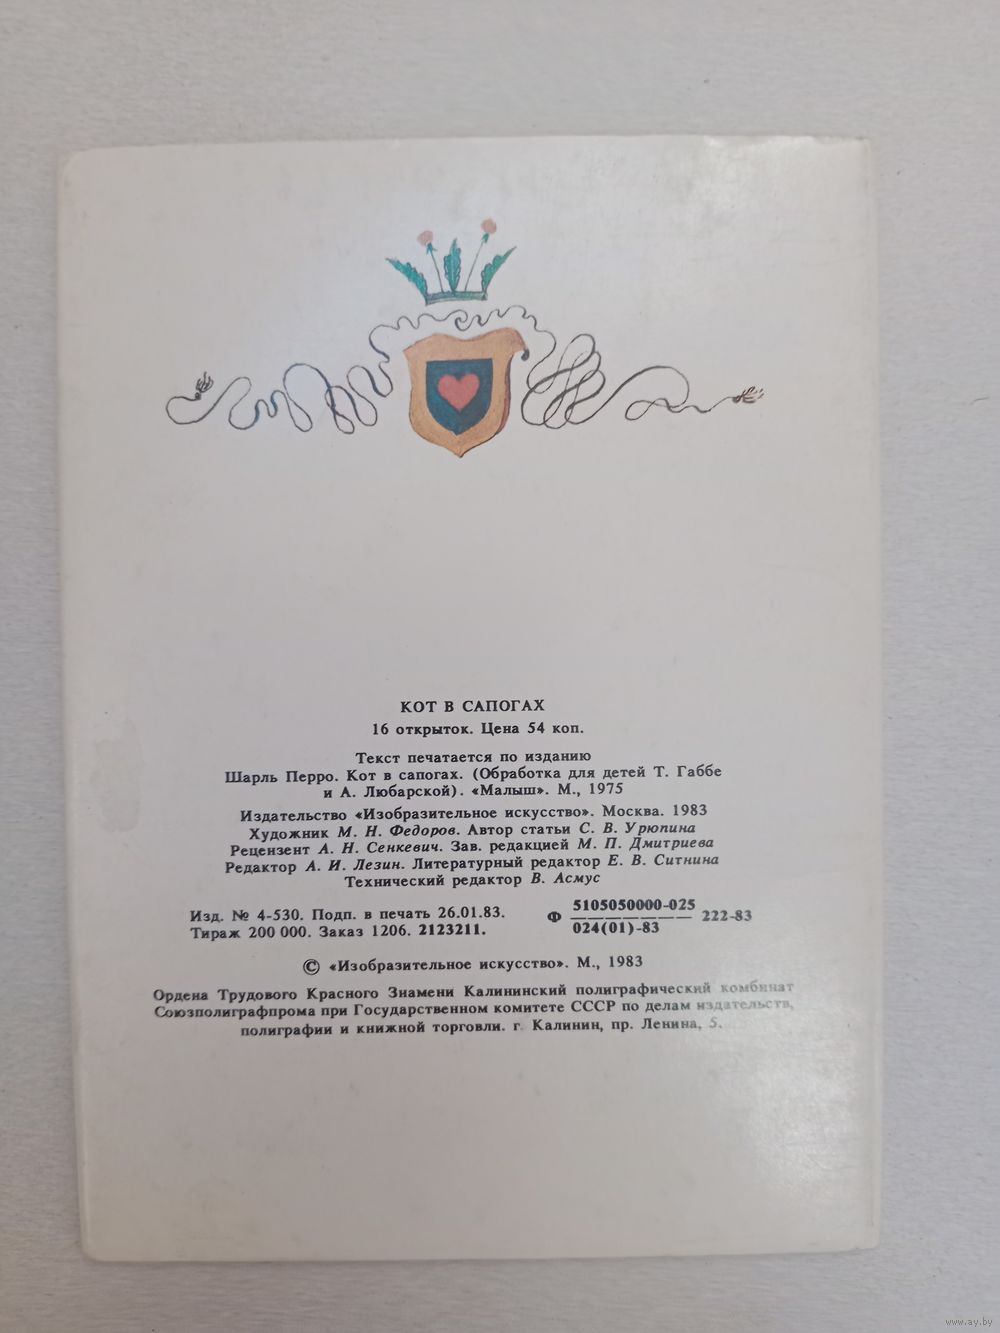 КОТ В САПОГАХ
16 открыток. Цена 54 коп.
Текст печатается по изданию
Шарль Перро. Кот в сапогах. (Обработка для детей Т. Габбе
и А. Любарской). «Малыш». М., 1975
Издательство «Изобразительное искусство». Москва. 1983
Художник М. Н. Федоров. Автор статьи С. В. Урюпина
Рецензент А. Н. Сенкевич. Зав. редакцией М. П. Дмитриева
Редактор А. И. Лезин. Литературный редактор Е. В. Ситнина
Технический редактор В. Асмус
Изд. № 4-530. Подп. в печать 26.01.83.
Тираж 200 000. Заказ 1206. 2123211.
Ф 5105050000-025
024(01)-83 222-83
© «Изобразительное искусство». М., 1983
Ордена Трудового Красного Знамени Калининский полиграфический комбинат
Союзполиграфпрома при Государственном комитете СССР по делам издательств,
полиграфии и книжной торговли. г. Калинин, пр. Ленина, 5.
www.ay.by